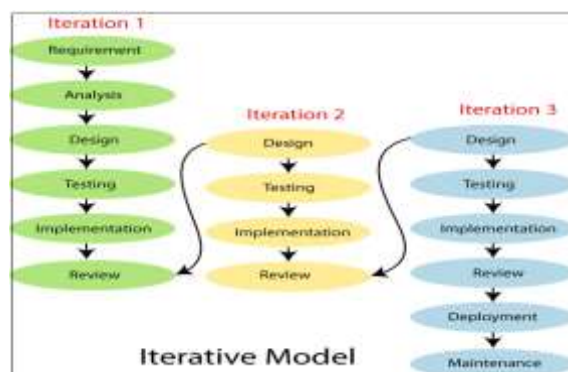 Iteration 1
Requirement
Analysis
Design
Testing
Implementation
Review
Iteration 2
Design
Testing
Implementation
Review
Iteration 3
Design
Testing
Implementation
Review
Deployment
Maintenance
Iterative Model